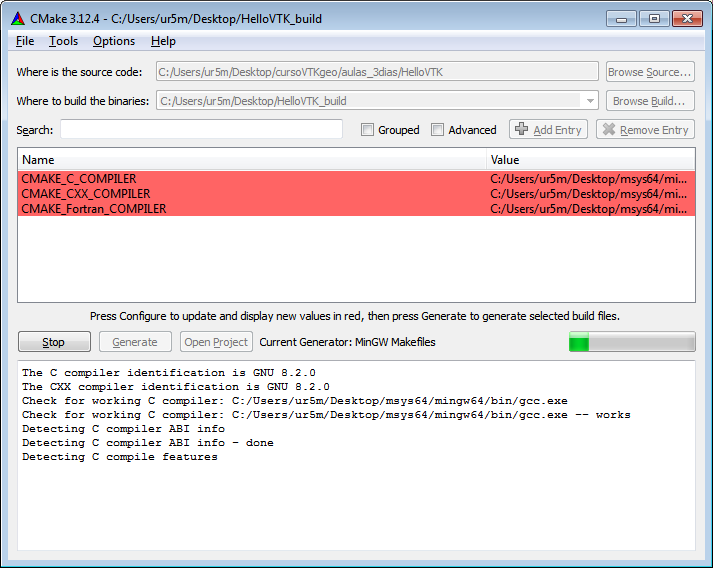 CMake 3.12.4 - C:/Users/ur5m/Desktop/HelloVTK_build
File Tools Options Help
Where is the source code: C:/Users/ur5m/Desktop/cursoVTKgeo/aulas_3dias/HelloVTK Browse Source...
Where to build the binaries: C:/Users/ur5m/Desktop/HelloVTK_build Browse Build...
Search: Grouped Advanced Add Entry Remove Entry
Name Value
CMAKE_C_COMPILER C:/Users/ur5m/Desktop/msys64/mi...
CMAKE_CXX_COMPILER C:/Users/ur5m/Desktop/msys64/mi...
CMAKE_Fortran_COMPILER C:/Users/ur5m/Desktop/msys64/mi...
Press Configure to update and display new values in red, then press Generate to generate selected build files.
Stop Generate Open Project Current Generator: MinGW Makefiles
The C compiler identification is GNU 8.2.0
The CXX compiler identification is GNU 8.2.0
Check for working C compiler: C:/Users/ur5m/Desktop/msys64/mingw64/bin/gcc.exe
Check for working C compiler: C:/Users/ur5m/Desktop/msys64/mingw64/bin/gcc.exe -- works
Detecting C compiler ABI info
Detecting C compiler ABI info - done
Detecting C compile features